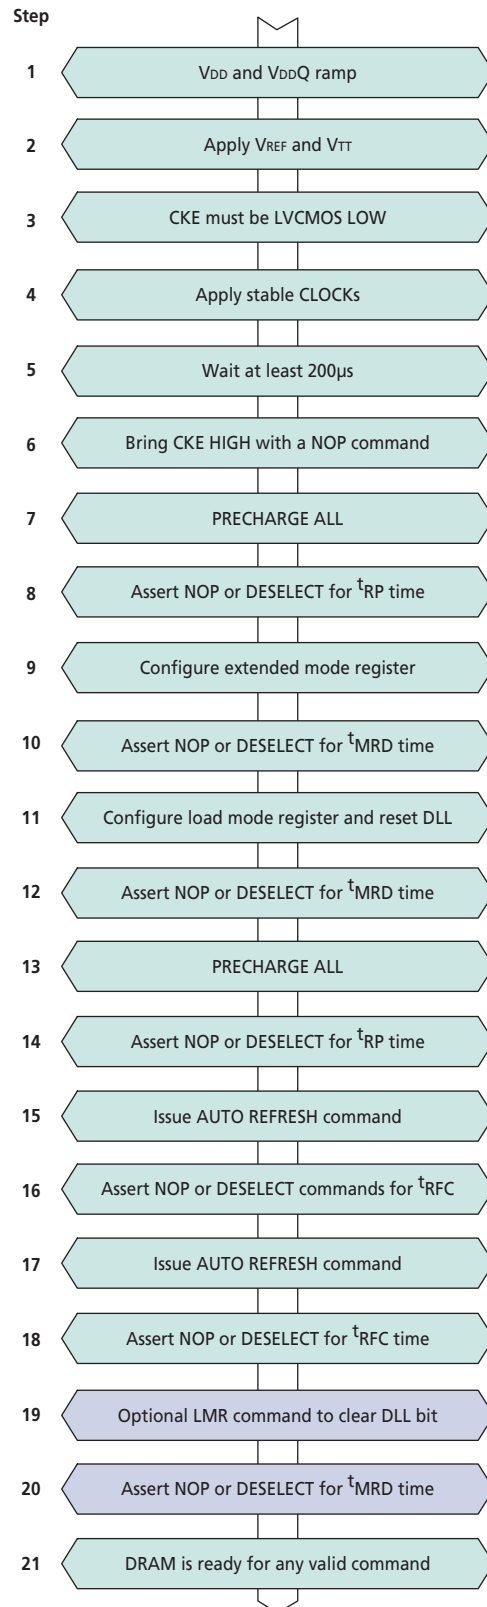 Step
1 VDD and VDDQ ramp
2 Apply VREF and VTT
3 CKE must be LVCMOS LOW
4 Apply stable CLOCKs
5 Wait at least 200µs
6 Bring CKE HIGH with a NOP command
7 PRECHARGE ALL
8 Assert NOP or DESELECT for tRP time
9 Configure extended mode register
10 Assert NOP or DESELECT for tMRD time
11 Configure load mode register and reset DLL
12 Assert NOP or DESELECT for tMRD time
13 PRECHARGE ALL
14 Assert NOP or DESELECT for tRP time
15 Issue AUTO REFRESH command
16 Assert NOP or DESELECT commands for tRFC
17 Issue AUTO REFRESH command
18 Assert NOP or DESELECT for tRFC time
19 Optional LMR command to clear DLL bit
20 Assert NOP or DESELECT for tMRD time
21 DRAM is ready for any valid command